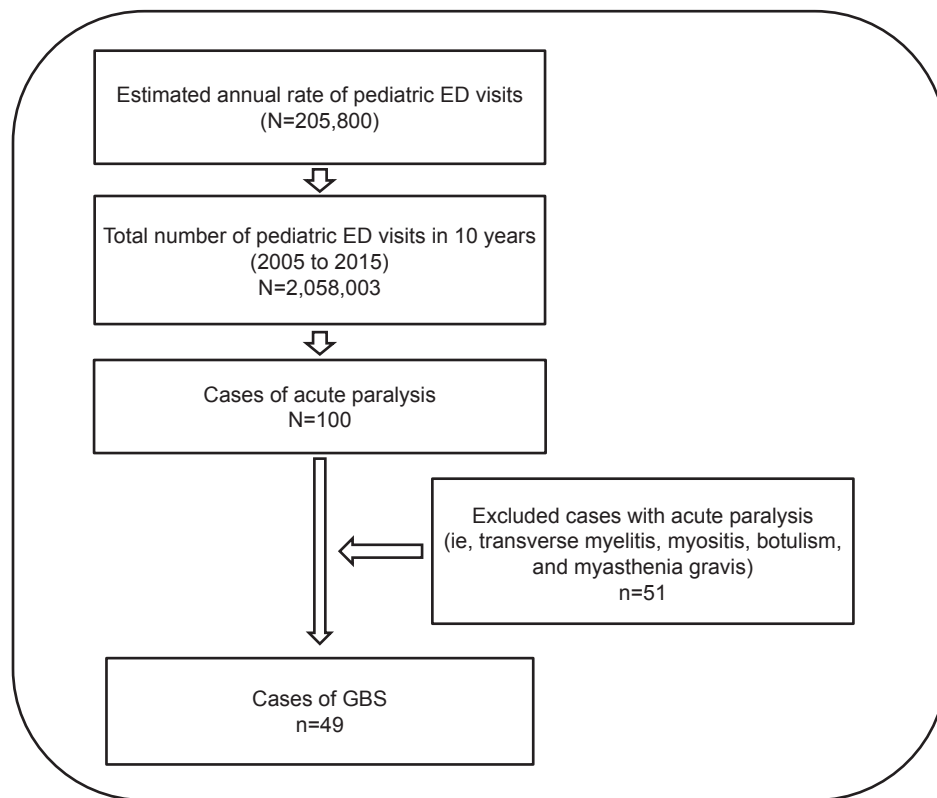 Estimated annual rate of pediatric ED visits
(N=205,800)
Total number of pediatric ED visits in 10 years
(2005 to 2015)
N=2,058,003
Cases of acute paralysis
N=100
Excluded cases with acute paralysis
(ie, transverse myelitis, myositis, botulism,
and myasthenia gravis)
n=51
Cases of GBS
n=49